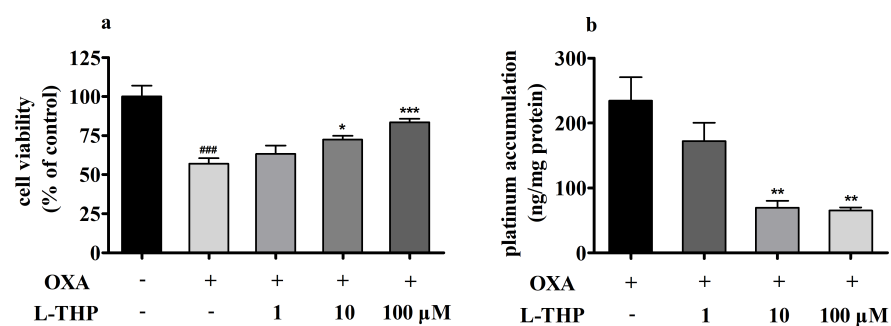 a
cell viability
(% of control)
125
100
75
50
25
0
###
*
***
OXA - + + + +
L-THP - - 1 10 100 µM
b
platinum accumulation
(ng/mg protein)
300
200
100
0
**
**
OXA + + + +
L-THP - 1 10 100 µM